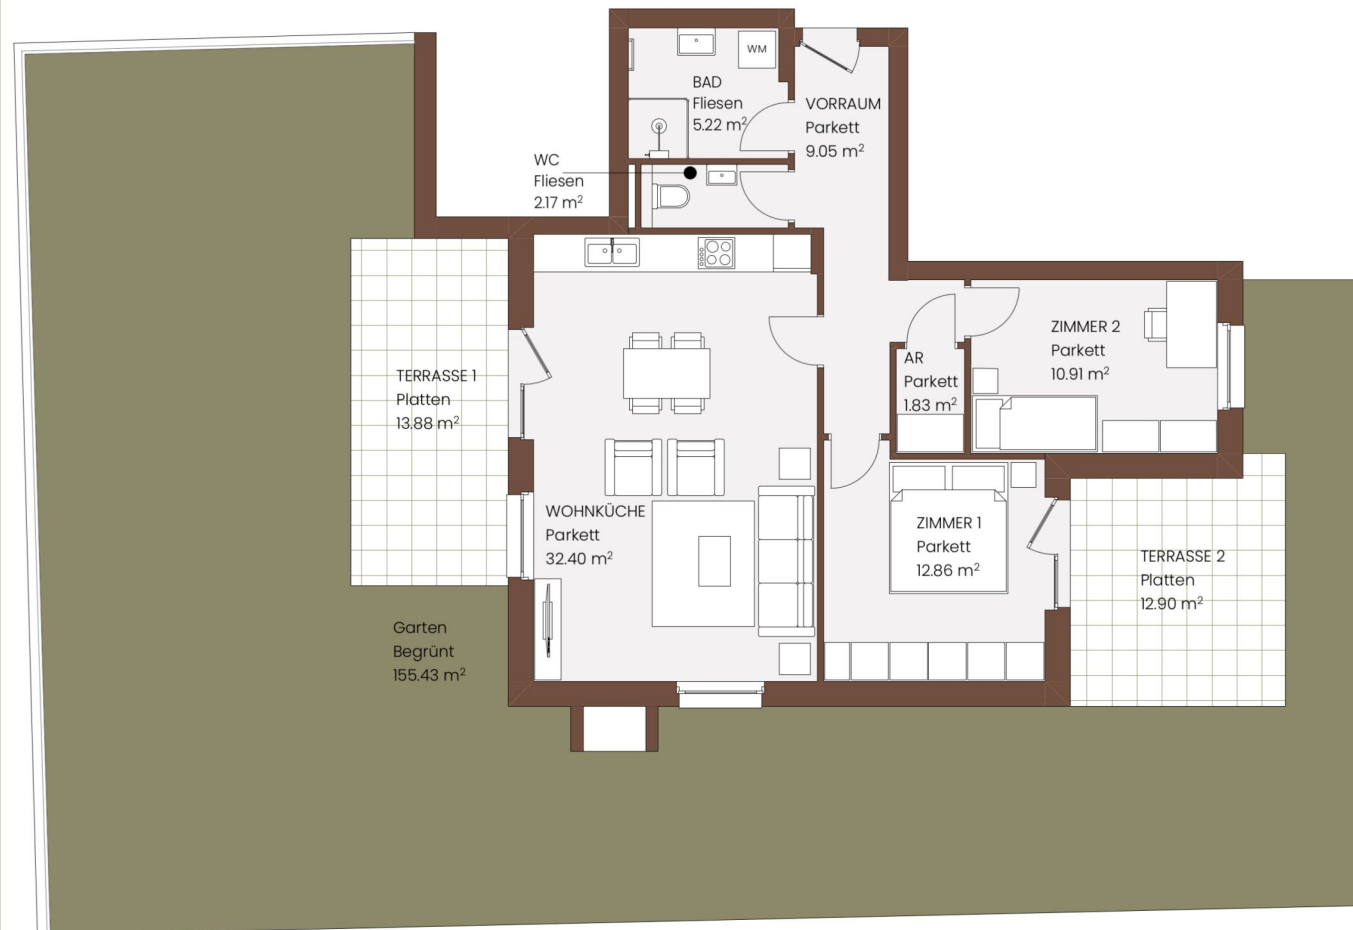 WM
BAD
Fliesen
5.22 m²
VORRAUM
Parkett
9.05 m²
WC
Fliesen
2.17 m²
ZIMMER 2
Parkett
10.91 m²
AR
Parkett
1.83 m²
TERRASSE 1
Platten
13.88 m²
WOHNKÜCHE
Parkett
32.40 m²
ZIMMER 1
Parkett
12.86 m²
TERRASSE 2
Platten
12.90 m²
Garten
Begrünt
155.43 m²